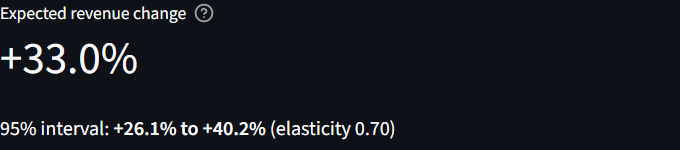 Expected revenue change ?
+33.0%
95% interval: +26.1% to +40.2% (elasticity 0.70)